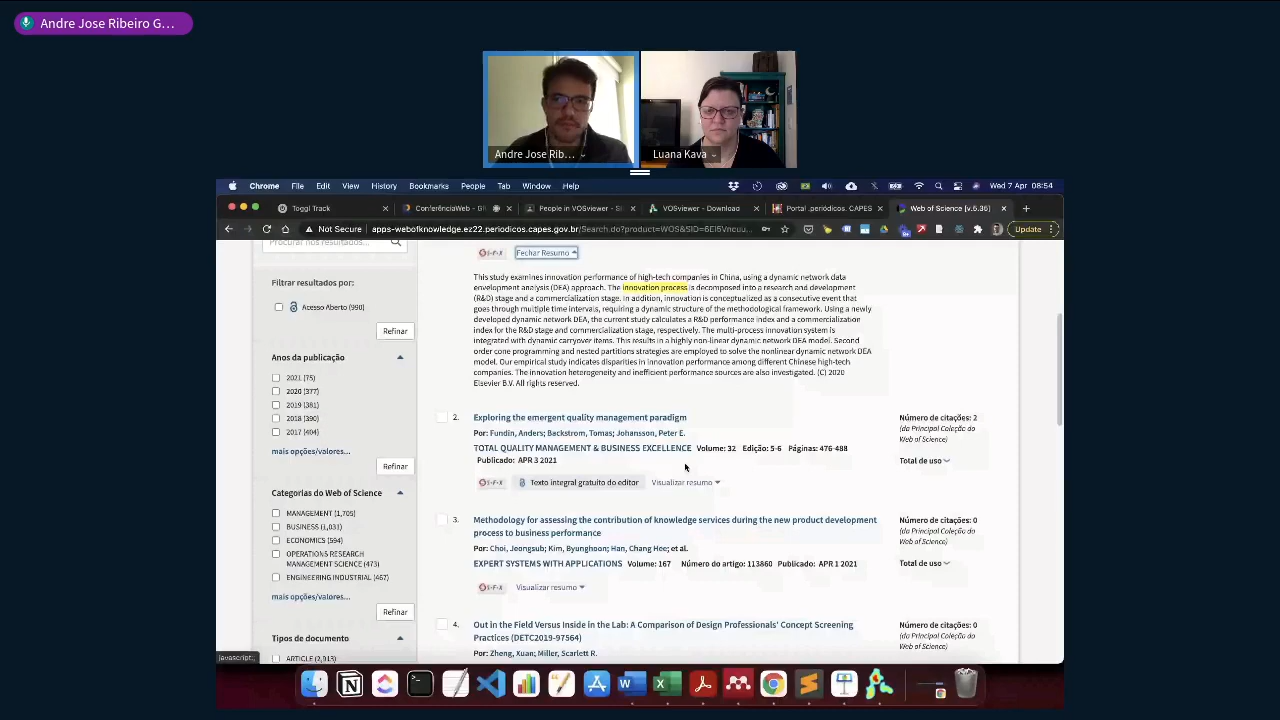 Andre Jose Ribeiro G...
Andre Jose Rib...
Luana Kava
Chrome File Edit View History Bookmarks People Tab Window Help
Wed 7 Apr 08:54
Toggl Track
ConferênciaWeb - G
People in VOSviewer - S
VOSviewer - Download
Portal .periódicos. CAPES
Web of Science [v.5.35]
Not Secure
Update
Procurar nos resultados...
Filtrar resultados por:
Acesso Aberto (990)
Refinar
Anos da publicação
2021 (75)
2020 (377)
2019 (381)
2018 (390)
2017 (404)
mais opções/valores...
Refinar
Categorias do Web of Science
MANAGEMENT (1,705)
BUSINESS (1,031)
ECONOMICS (594)
OPERATIONS RESEARCH
MANAGEMENT SCIENCE (473)
ENGINEERING INDUSTRIAL (467)
mais opções/valores...
Refinar
Tipos de documento
ARTICLE (2,913)
javascript...
S-F-X Fechar Resumo
This study examines innovation performance of high-tech companies in China, using a dynamic network data
envelopment analysis (DEA) approach. The innovation process is decomposed into a research and development
(R&D) stage and a commercialization stage. In addition, innovation is conceptualized as a consecutive event that
goes through multiple time intervals, requiring a dynamic structure of the methodological framework. Using a newly
developed dynamic network DEA, the current study calculates a R&D performance index and a commercialization
index for the R&D stage and commercialization stage, respectively. The multi-process innovation system is
integrated with dynamic carryover items. This results in a highly non-linear dynamic network DEA model. Second
order cone programming and nested partitions strategies are employed to solve the nonlinear dynamic network DEA
model. Our empirical study indicates disparities in innovation performance among different Chinese high-tech
companies. The innovation heterogeneity and inefficient performance sources are also investigated. (C) 2020
Elsevier B.V. All rights reserved.
2. Exploring the emergent quality management paradigm
Por: Fundin, Anders; Backstrom, Tomas; Johansson, Peter E.
TOTAL QUALITY MANAGEMENT & BUSINESS EXCELLENCE Volume: 32 Edição: 5-6 Páginas: 476-488
Publicado: APR 3 2021
S-F-X Texto integral gratuito do editor Visualizar resumo
Número de citações: 2
(da Principal Coleção do
Web of Science)
Total de uso
3. Methodology for assessing the contribution of knowledge services during the new product development
process to business performance
Por: Choi, Jeongsub; Kim, Byunghoon; Han, Chang Hee; et al.
EXPERT SYSTEMS WITH APPLICATIONS Volume: 167 Número do artigo: 113860 Publicado: APR 1 2021
S-F-X Visualizar resumo
Número de citações: 0
(da Principal Coleção do
Web of Science)
Total de uso
4. Out in the Field Versus Inside in the Lab: A Comparison of Design Professionals' Concept Screening
Practices (DETC2019-97564)
Por: Zheng, Xuan; Miller, Scarlett R.
Número de citações: 0
(da Principal Coleção do
Web of Science)